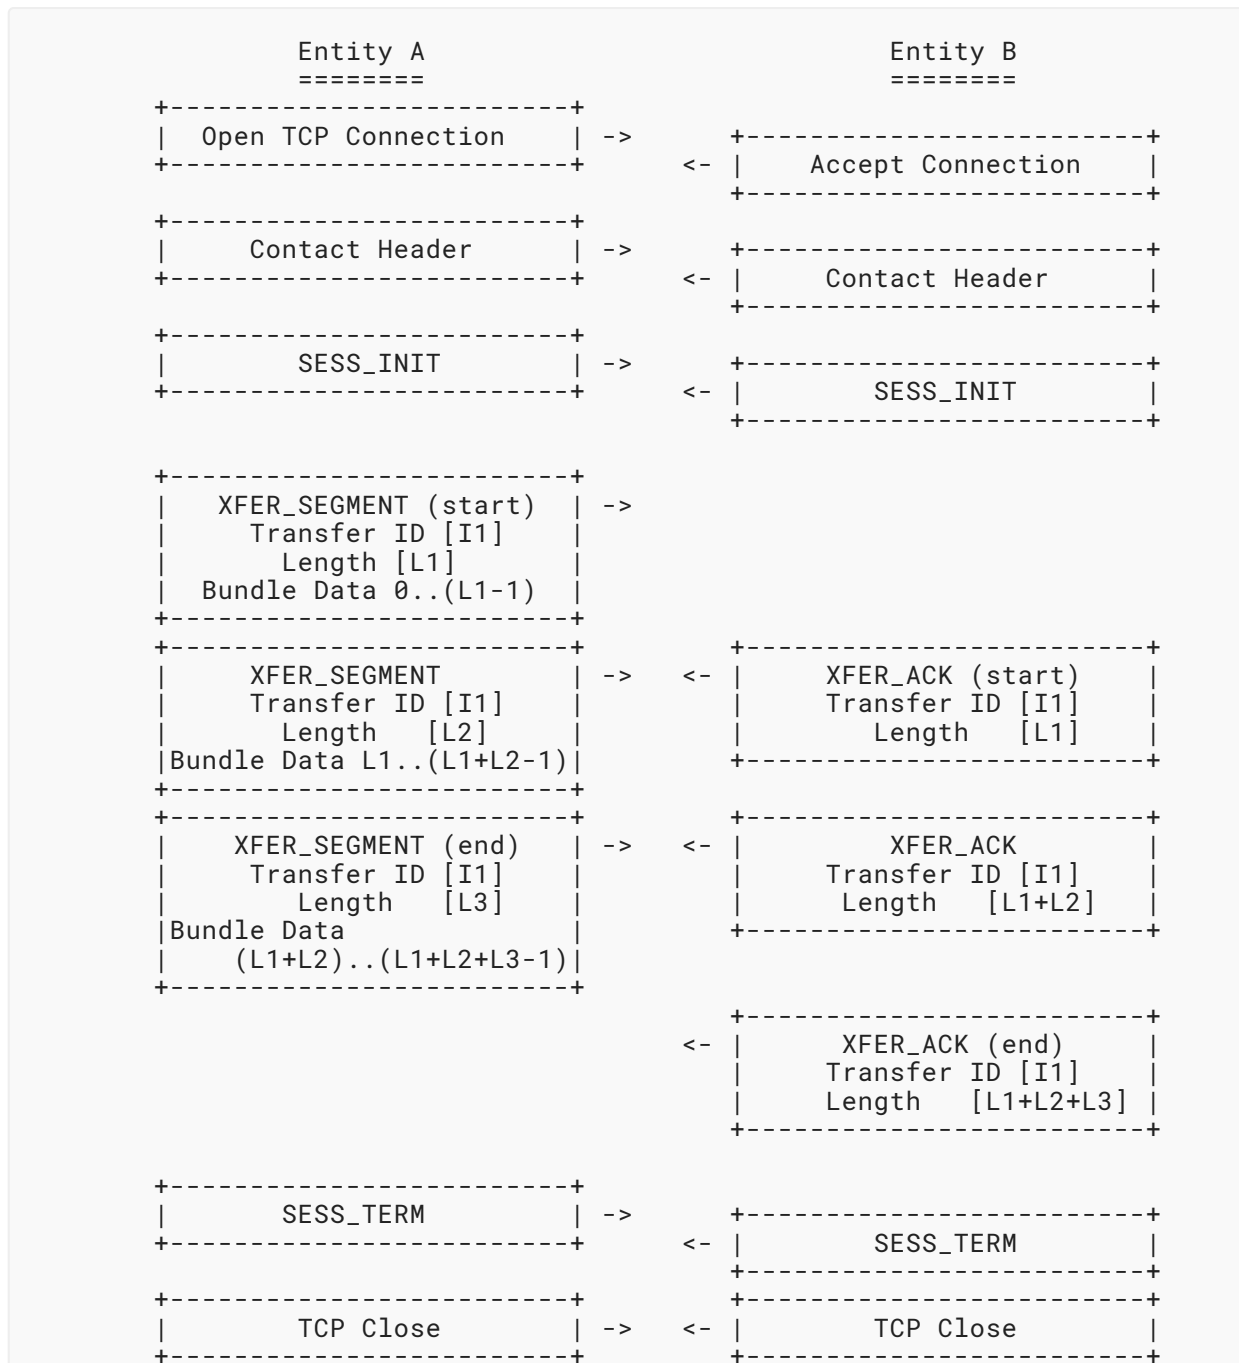 Entity A                             Entity B
                  ========                             ========
         +-------------------------+
         |  Open TCP Connection    | ->      +-------------------------+
         +-------------------------+      <- |    Accept Connection    |
                                             +-------------------------+
         +-------------------------+
         |     Contact Header      | ->      +-------------------------+
         +-------------------------+      <- |     Contact Header      |
                                             +-------------------------+
         +-------------------------+
         |        SESS_INIT        | ->      +-------------------------+
         +-------------------------+      <- |        SESS_INIT        |
                                             +-------------------------+

         +-------------------------+
         |   XFER_SEGMENT (start)  | ->
         |     Transfer ID [I1]    |
         |       Length [L1]       |
         |  Bundle Data 0..(L1-1)  |
         +-------------------------+
         +-------------------------+         +-------------------------+
         |     XFER_SEGMENT        | ->   <- |     XFER_ACK (start)    |
         |     Transfer ID [I1]    |         |     Transfer ID [I1]    |
         |       Length   [L2]     |         |        Length   [L1]    |
         |Bundle Data L1..(L1+L2-1)|         +-------------------------+
         +-------------------------+
         +-------------------------+         +-------------------------+
         |    XFER_SEGMENT (end)   | ->   <- |         XFER_ACK        |
         |     Transfer ID [I1]    |         |     Transfer ID [I1]    |
         |        Length   [L3]    |         |      Length   [L1+L2]   |
         |Bundle Data              |         +-------------------------+
         |    (L1+L2)..(L1+L2+L3-1)|
         +-------------------------+
                                             +-------------------------+
                                          <- |      XFER_ACK (end)     |
                                             |     Transfer ID [I1]    |
                                             |     Length   [L1+L2+L3] |
                                             +-------------------------+

         +-------------------------+
         |       SESS_TERM         | ->      +-------------------------+
         +-------------------------+      <- |        SESS_TERM        |
                                             +-------------------------+
         +-------------------------+         +-------------------------+
         |        TCP Close        | ->   <- |        TCP Close        |
         +-------------------------+         +-------------------------+